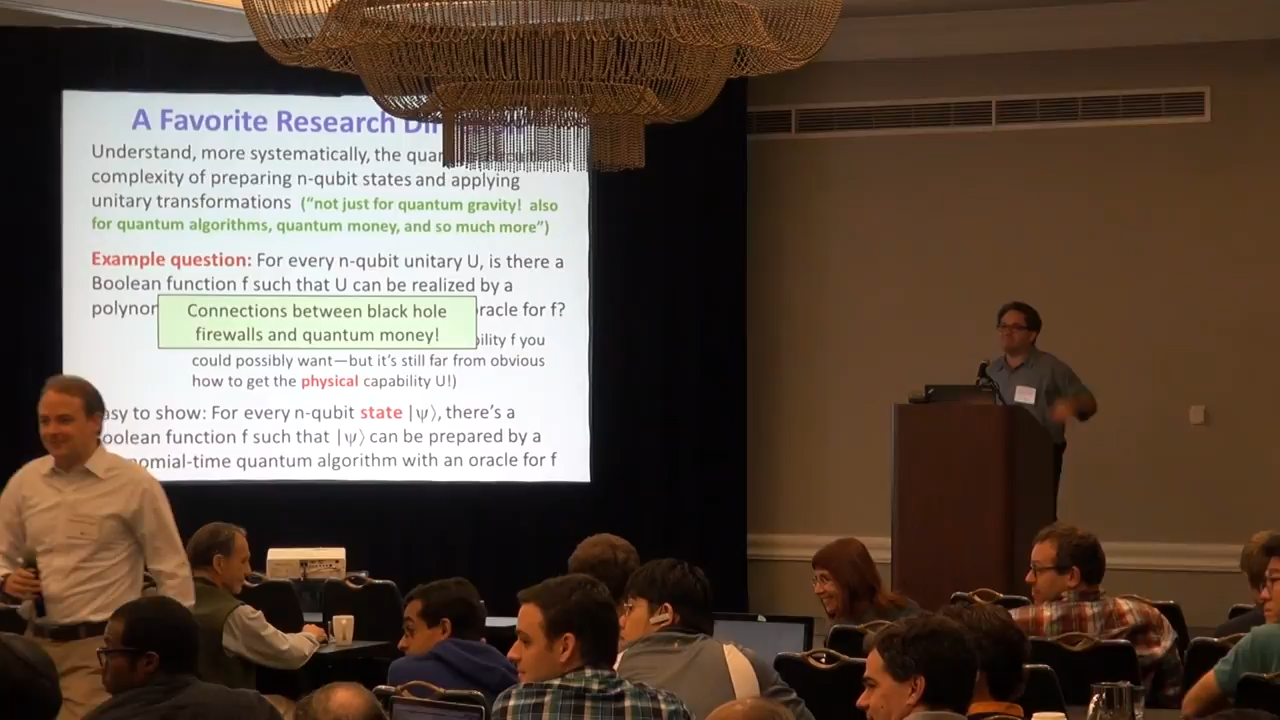 A Favorite Research Di
Understand, more systematically, the quan
complexity of preparing n-qubit states and applying
unitary transformations ("not just for quantum gravity! also
for quantum algorithms, quantum money, and so much more")
Example question: For every n-qubit unitary U, is there a
Boolean function f such that U can be realized by a
polynor
Connections between black hole
firewalls and quantum money!
racle for f?
bility f you
could possibly want—but it's still far from obvious
how to get the physical capability U!)
asy to show: For every n-qubit state |ψ⟩, there's a
oolean function f such that |ψ⟩ can be prepared by a
nomial-time quantum algorithm with an oracle for f